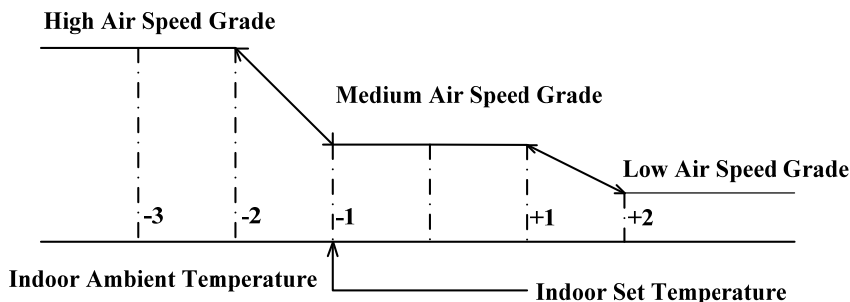 High Air Speed Grade
Medium Air Speed Grade
Low Air Speed Grade
-3 -2 -1 +1 +2
Indoor Ambient Temperature
Indoor Set Temperature